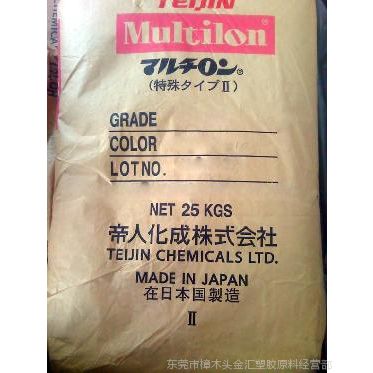 TEIJIN
Multilon
マルチロン®
(特殊タイプⅡ)
GRADE
COLOR
LOT NO.
NET 25 KGS
帝人化成株式会社
TEIJIN CHEMICALS LTD.
MADE IN JAPAN
在日本国製造
Ⅱ
东莞市樟木头金汇塑胶原料经营部